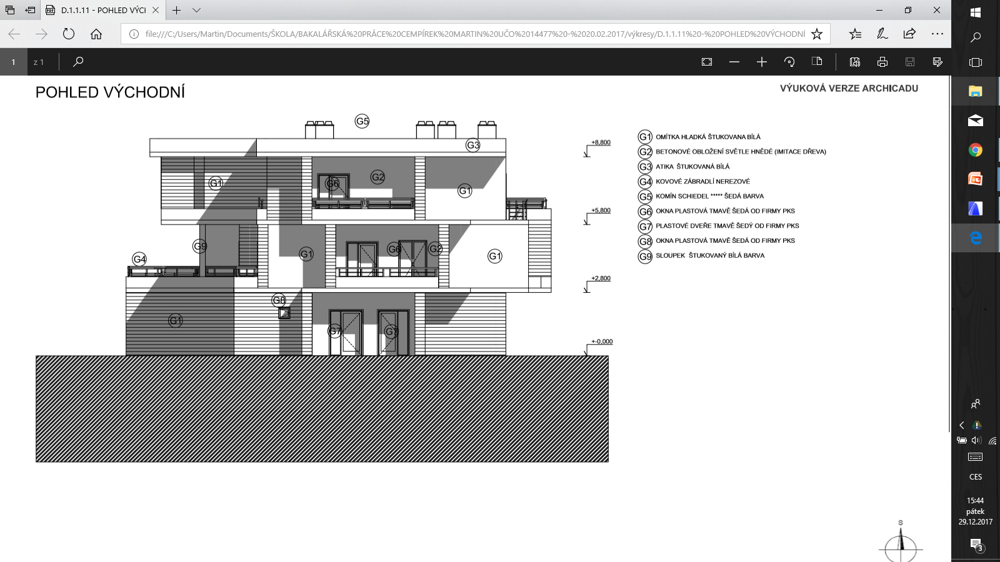 D.1.1.11 - POHLED VÝCH
file:///C:/Users/Martin/Documents/ŠKOLA/BAKALÁŘSKÁ%20PRÁCE%20CEMPÍREK%20MARTIN%20UČO%2014477%20-%2020.02.2017/výkresy/D.1.1.11%20-%20POHLED%20VÝCHODNÍ
1 z 1
POHLED VÝCHODNÍ
VÝUKOVÁ VERZE ARCHICADU
G5
G3
G1
G6
G2
G1
G9
G4
G1
G6
G2
G1
G8
G1
G7
G7
+8,800
+5,800
+2,800
+-0,000
G1 OMÍTKA HLADKÁ ŠTUKOVANA BÍLÁ
G2 BETONOVÉ OBLOŽENÍ SVĚTLE HNĚDÉ (IMITACE DŘEVA)
G3 ATIKA ŠTUKOVANÁ BÍLÁ
G4 KOVOVÉ ZÁBRADLÍ NEREZOVÉ
G5 KOMÍN SCHIEDEL ***** ŠEDÁ BARVA
G6 OKNA PLASTOVÁ TMAVĚ ŠEDÁ OD FIRMY PKS
G7 PLASTOVÉ DVEŘE TMAVĚ ŠEDÝ OD FIRMY PKS
G8 OKNA PLASTOVÁ TMAVĚ ŠEDÁ OD FIRMY PKS
G9 SLOUPEK ŠTUKOVANÝ BÍLÁ BARVA
S
CES
15:44
pátek
29.12.2017
3